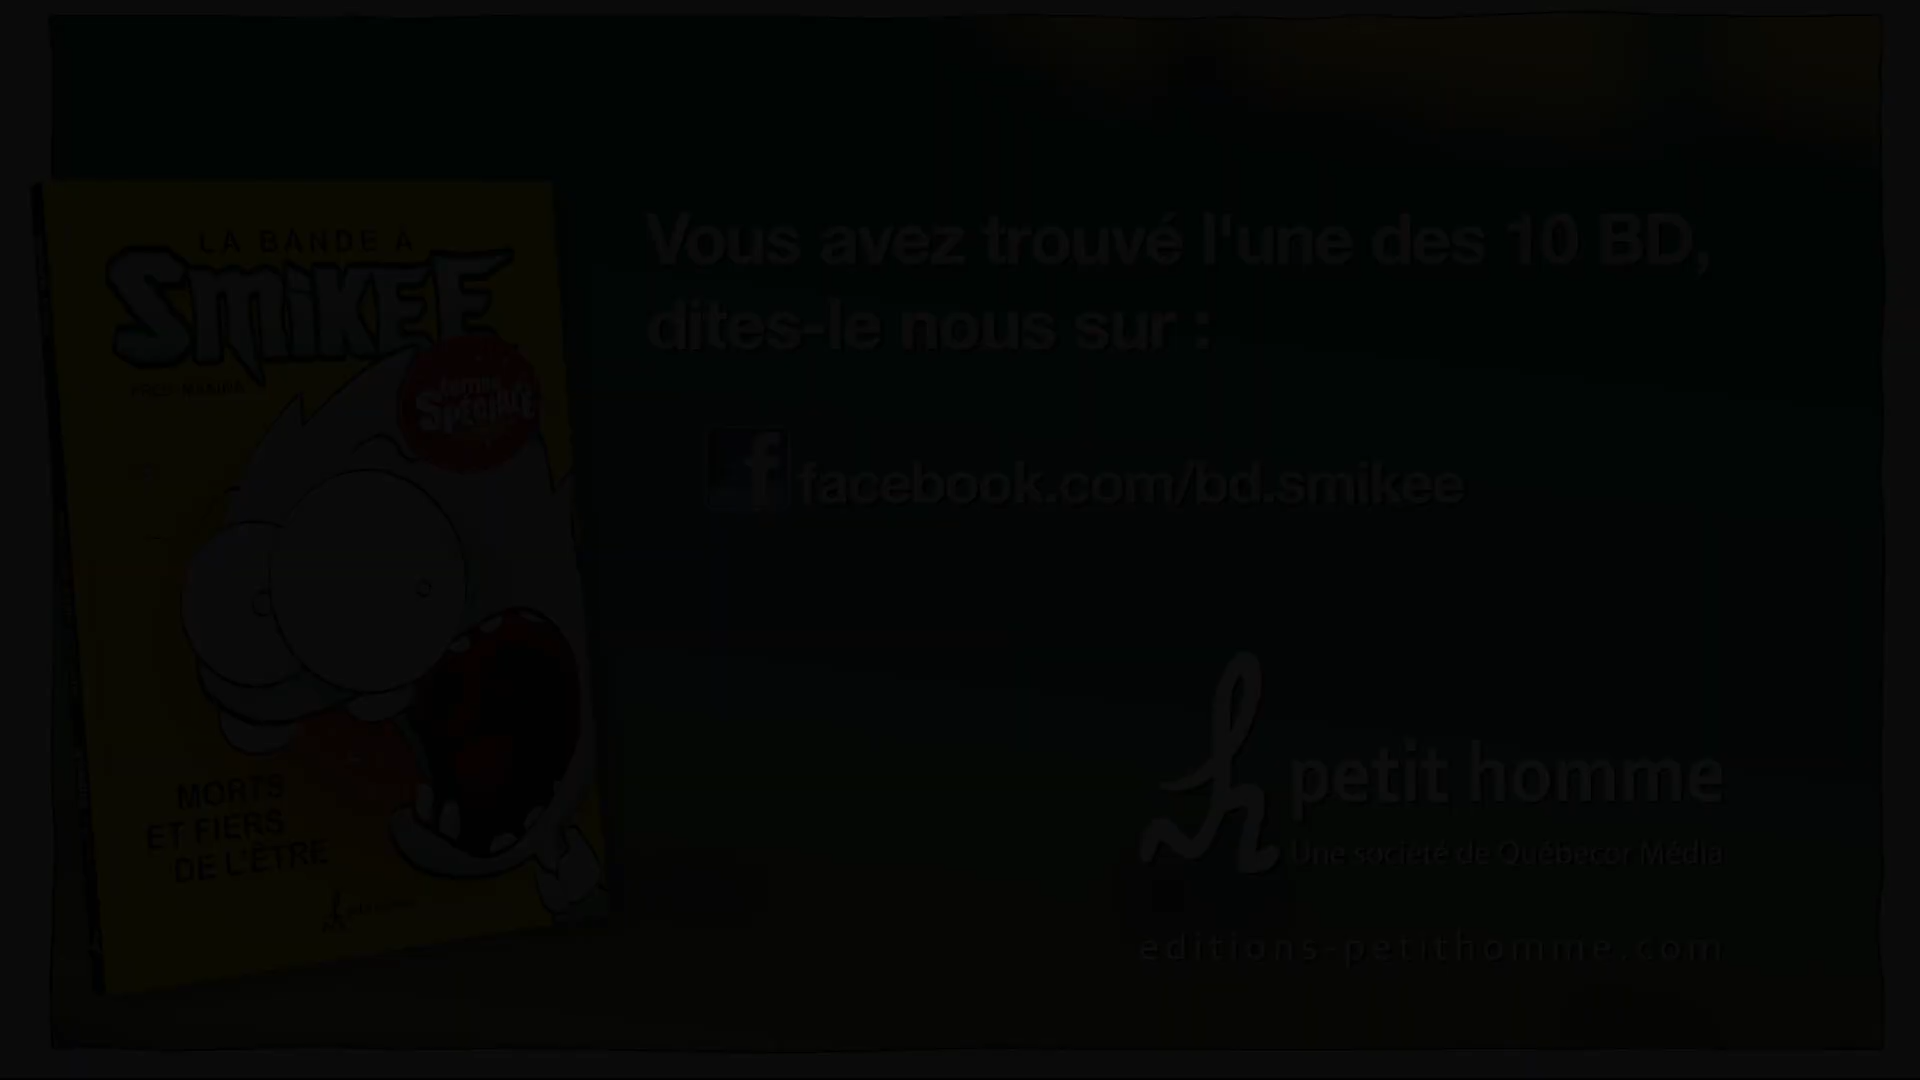 LA BANDE À
SMIKEE
MORTS
ET FIERS
DE L'ÊTRE
Vous avez trouvé l'une des 10 BD,
dites-le nous sur :
facebook.com/bd.smikee
petit homme
Une société de Québecor Média
editions-petithomme.com